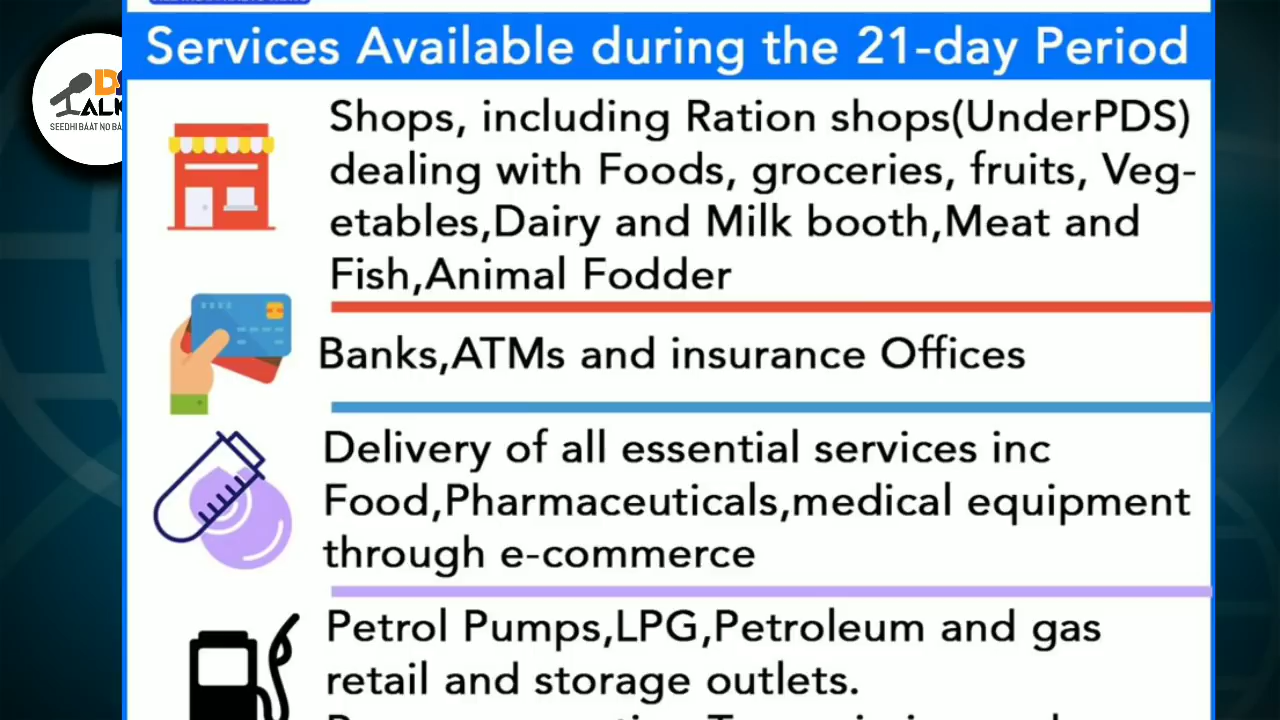 Services Available during the 21-day Period
ALK
SEEDHI BAAT NO BA
Shops, including Ration shops(UnderPDS)
dealing with Foods, groceries, fruits, Veg-
etables,Dairy and Milk booth,Meat and
Fish,Animal Fodder
Banks,ATMs and insurance Offices
Delivery of all essential services inc
Food,Pharmaceuticals,medical equipment
through e-commerce
Petrol Pumps,LPG,Petroleum and gas
retail and storage outlets.